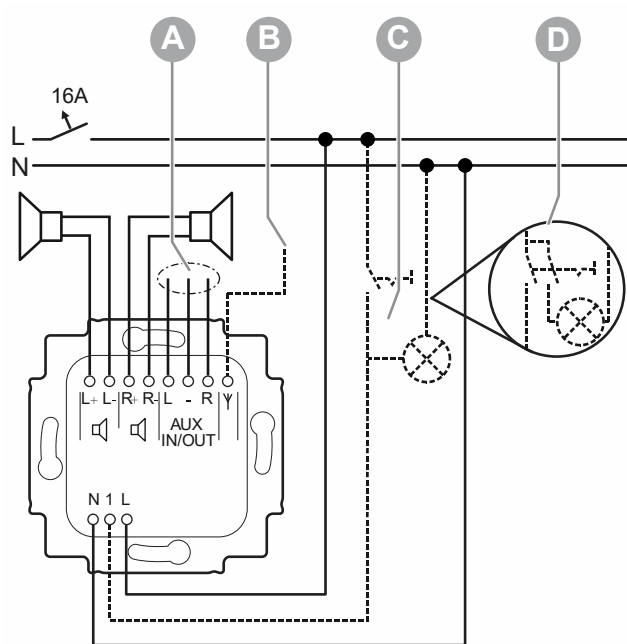 A B C D
16A
L
N
L+ L- R+ R- L - R
AUX
IN/OUT
N 1 L